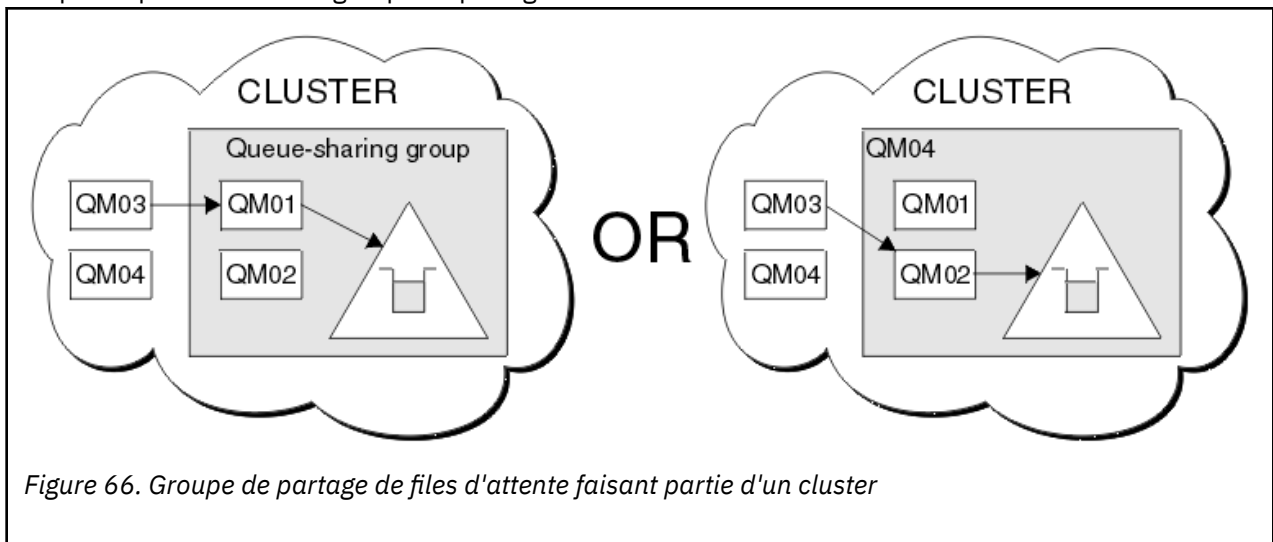 CLUSTER
Queue-sharing group
QM03
QM01
QM04
QM02
OR
CLUSTER
QM04
QM03
QM01
QM04
QM02
Figure 66. Groupe de partage de files d'attente faisant partie d'un cluster